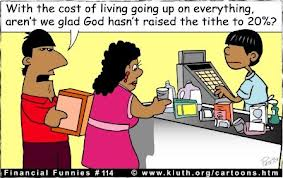 With the cost of living going up on everything,
aren't we glad God hasn't raised the tithe to 20%?
Financial Funnies #114 © www.kluth.org/cartoons.htm